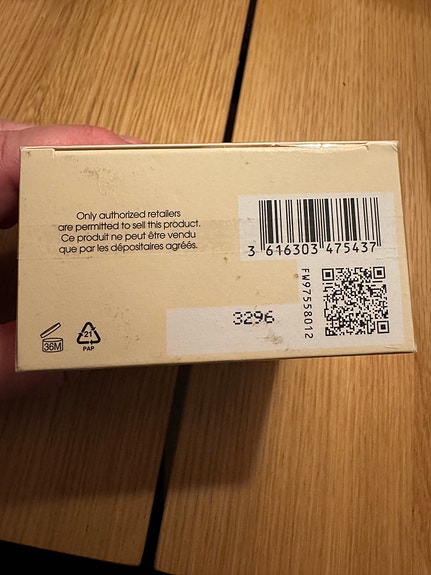 Only authorized retailers
are permitted to sell this product.
Ce produit ne peut être vendu
que par les dépositaires agréés.
3 616303 475437
FW97558012
3296
36M
21
PAP